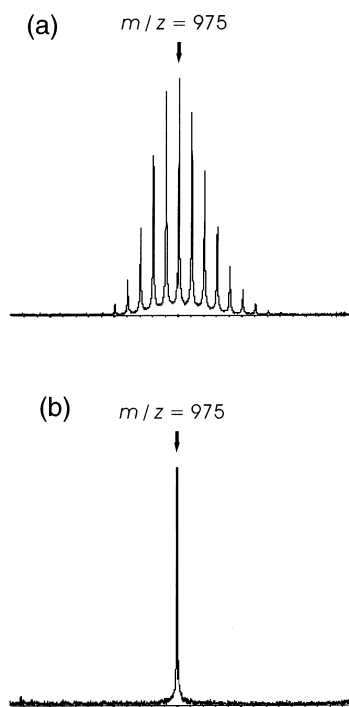 (a) m / z = 975
(b) m / z = 975